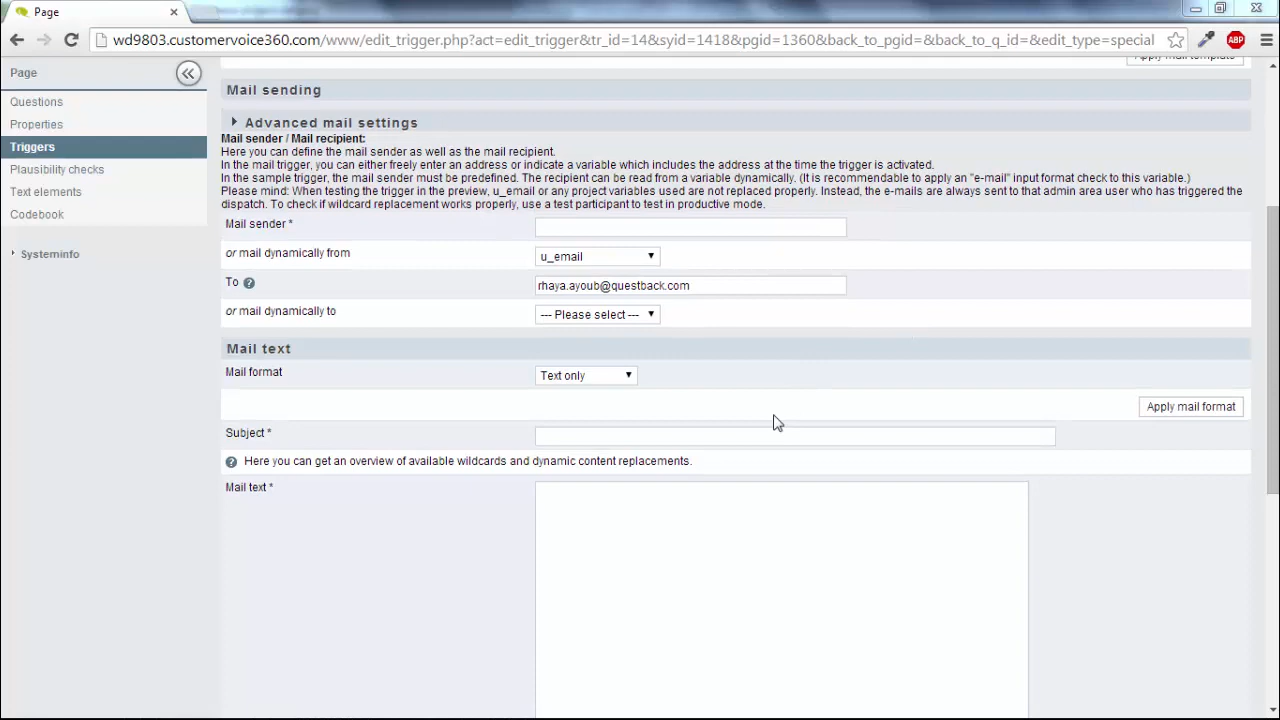 Page
wd9803.customervoice360.com/www/edit_trigger.php?act=edit_trigger&tr_id=14&syid=1418&pgid=1360&back_to_pgid=&back_to_q_id=&edit_type=special
ABP
Page
Questions
Properties
Triggers
Plausibility checks
Text elements
Codebook
Systeminfo
Apply mail template
Mail sending
Advanced mail settings
Mail sender / Mail recipient:
Here you can define the mail sender as well as the mail recipient.
In the mail trigger, you can either freely enter an address or indicate a variable which includes the address at the time the trigger is activated.
In the sample trigger, the mail sender must be predefined. The recipient can be read from a variable dynamically. (It is recommendable to apply an "e-mail" input format check to this variable.)
Please mind: When testing the trigger in the preview, u_email or any project variables used are not replaced properly. Instead, the e-mails are always sent to that admin area user who has triggered the
dispatch. To check if wildcard replacement works properly, use a test participant to test in productive mode.
Mail sender *
or mail dynamically from u_email
To ? rhaya.ayoub@questback.com
or mail dynamically to --- Please select ---
Mail text
Mail format Text only
Apply mail format
Subject *
? Here you can get an overview of available wildcards and dynamic content replacements.
Mail text *